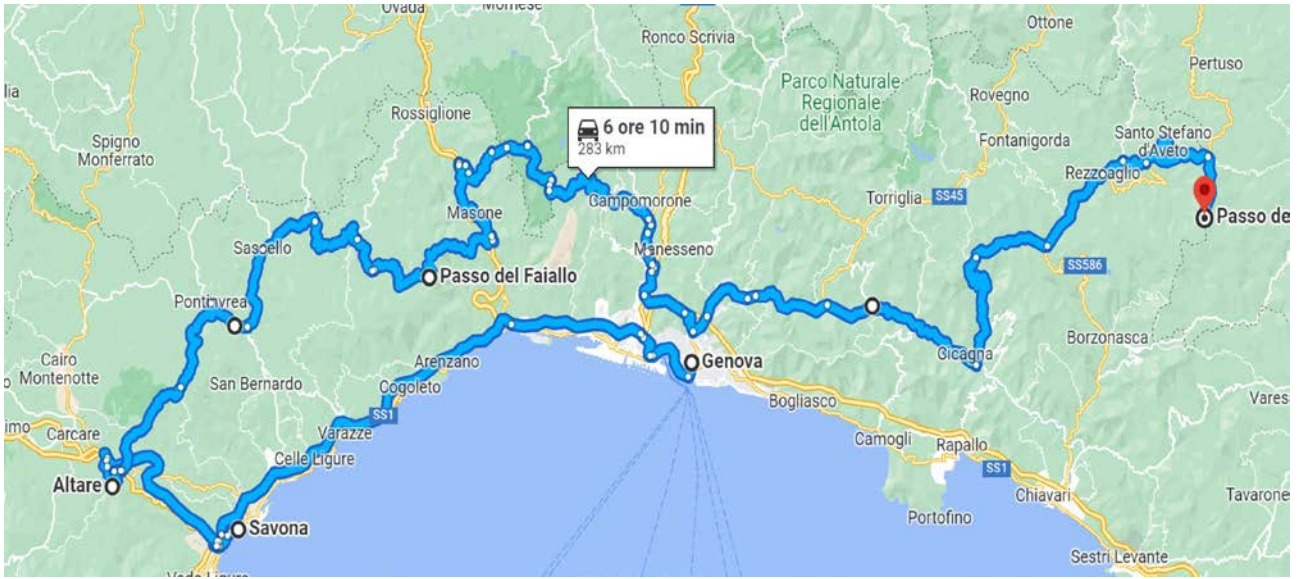 Ovada
Mornese
Ronco Scrivia
Ottone
Pertuso
Parco Naturale
Regionale
dell'Antola
Rovegno
Rossiglione
6 ore 10 min
283 km
Fontanigorda
Santo Stefano
d'Aveto
Rezzoaglio
Spigno
Monferrato
Campomorone
Torriglia
SS45
Masone
Passo de
Sassello
Manesseno
SS586
Passo del Faiallo
Pontinvrea
Borzonasca
Cicagna
Cairo
Montenotte
Arenzano
Genova
San Bernardo
Cogoleto
Bogliasco
Varese
SS1
Carcare
Varazze
Camogli
Rapallo
Celle Ligure
SS1
Altare
Chiavari
Tavarone
Portofino
Savona
Sestri Levante